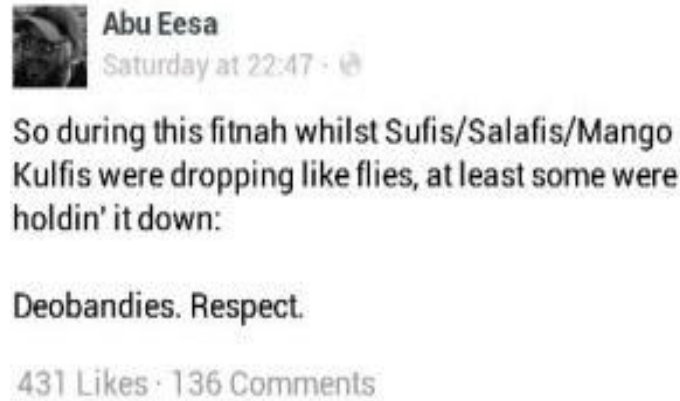 Abu Eesa
Saturday at 22:47 ·
So during this fitnah whilst Sufis/Salafis/Mango
Kulfis were dropping like flies, at least some were
holdin' it down:
Deobandies. Respect.
431 Likes · 136 Comments